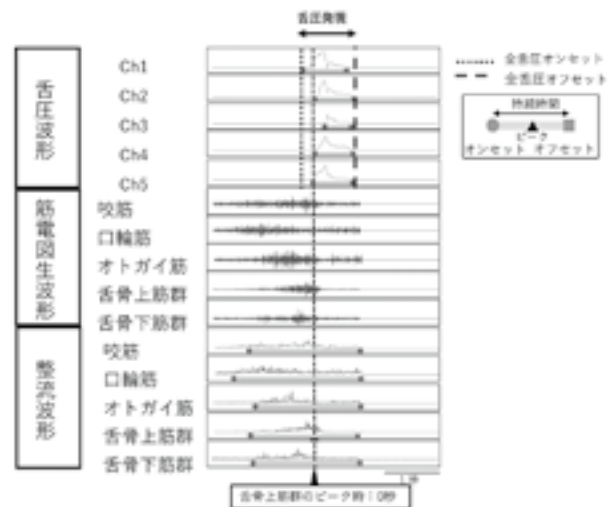 舌圧発現
全舌圧オンセット
全舌圧オフセット
持続時間
ピーク
オンセット オフセット
舌圧波形
Ch1
Ch2
Ch3
Ch4
Ch5
筋電図生波形
咬筋
口輪筋
オトガイ筋
舌骨上筋群
舌骨下筋群
整流波形
咬筋
口輪筋
オトガイ筋
舌骨上筋群
舌骨下筋群
舌骨上筋群のピーク時：0秒